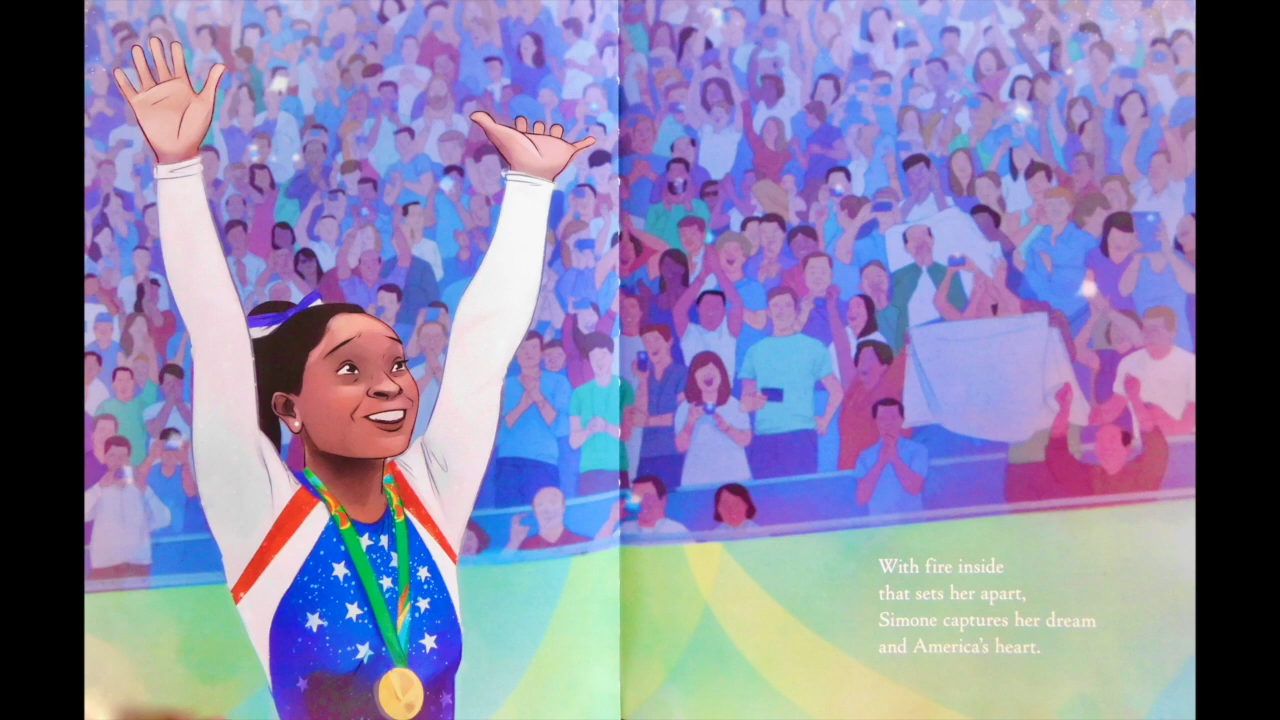 With fire inside
that sets her apart,
Simone captures her dream
and America's heart.